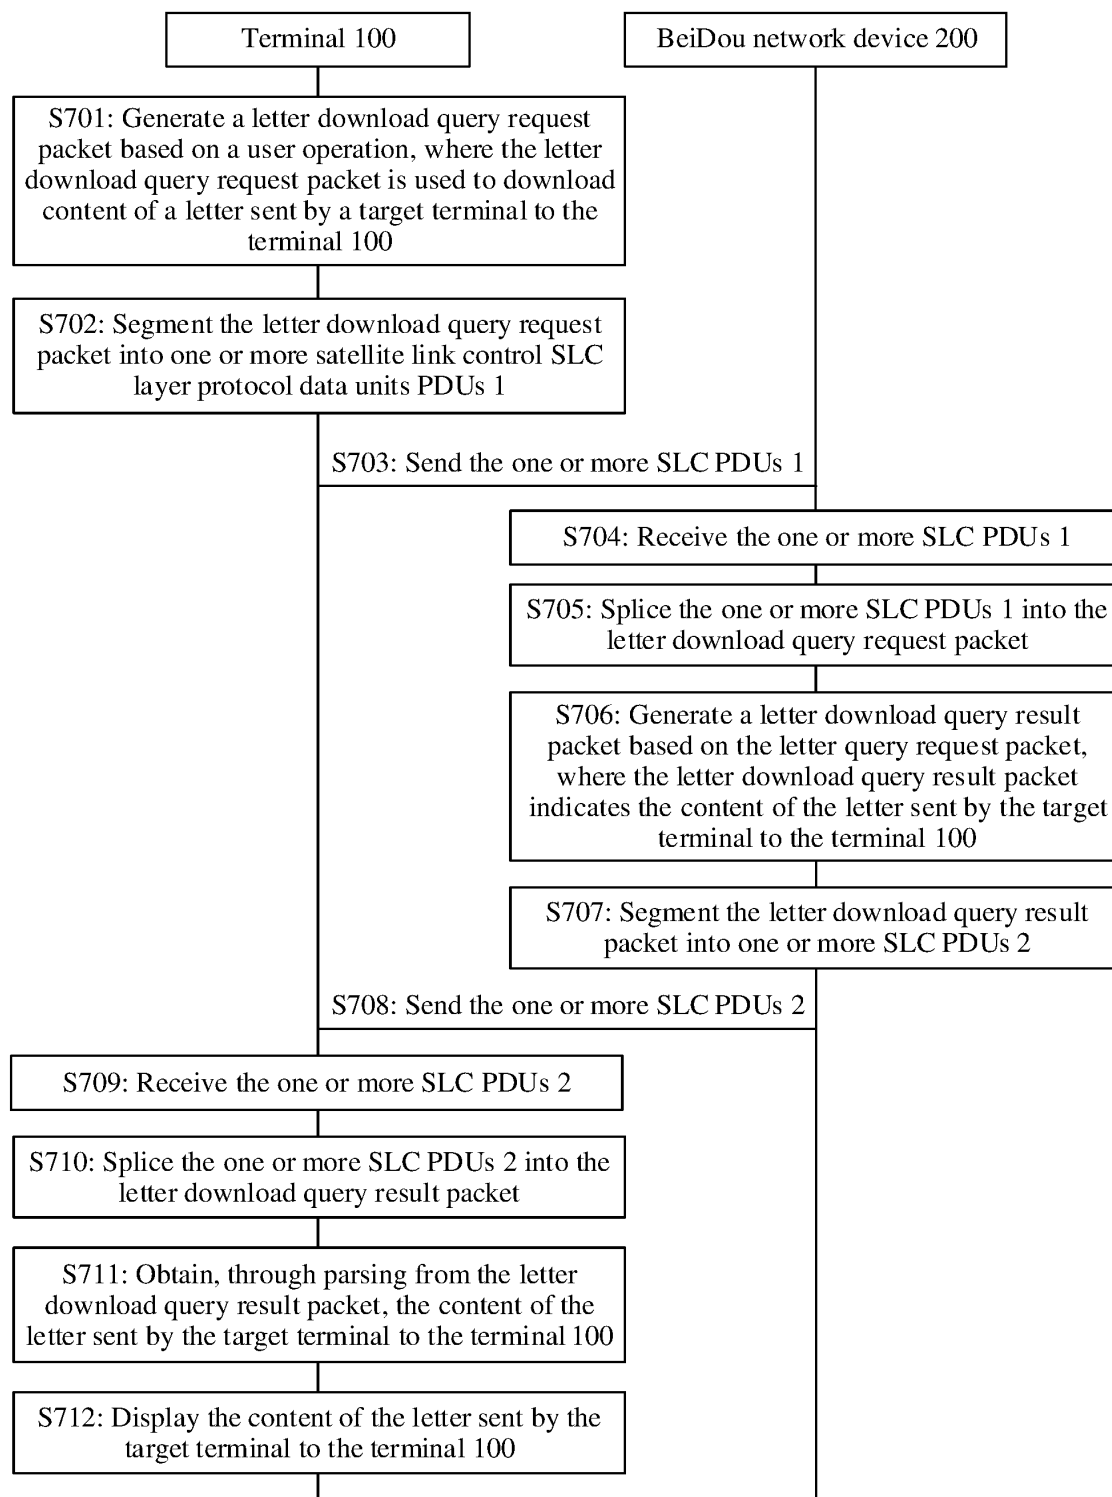 Terminal 100
BeiDou network device 200
S701: Generate a letter download query request
packet based on a user operation, where the letter
download query request packet is used to download
content of a letter sent by a target terminal to the
terminal 100
S702: Segment the letter download query request
packet into one or more satellite link control SLC
layer protocol data units PDUs 1
S703: Send the one or more SLC PDUs 1
S704: Receive the one or more SLC PDUs 1
S705: Splice the one or more SLC PDUs 1 into the
letter download query request packet
S706: Generate a letter download query result
packet based on the letter query request packet,
where the letter download query result packet
indicates the content of the letter sent by the target
terminal to the terminal 100
S707: Segment the letter download query result
packet into one or more SLC PDUs 2
S708: Send the one or more SLC PDUs 2
S709: Receive the one or more SLC PDUs 2
S710: Splice the one or more SLC PDUs 2 into the
letter download query result packet
S711: Obtain, through parsing from the letter
download query result packet, the content of the
letter sent by the target terminal to the terminal 100
S712: Display the content of the letter sent by the
target terminal to the terminal 100